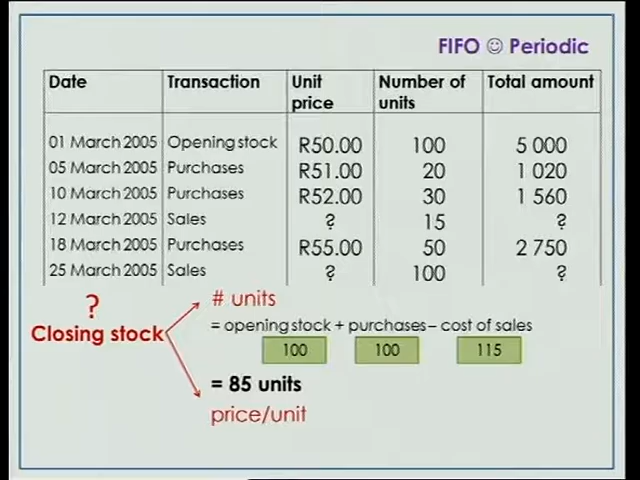 FIFO ☺ Periodic
Date Transaction Unit price Number of units Total amount
01 March 2005 Opening stock R50.00 100 5 000
05 March 2005 Purchases R51.00 20 1 020
10 March 2005 Purchases R52.00 30 1 560
12 March 2005 Sales ? 15 ?
18 March 2005 Purchases R55.00 50 2 750
25 March 2005 Sales ? 100 ?
?
# units
Closing stock
= opening stock + purchases – cost of sales
100 100 115
= 85 units
price/unit